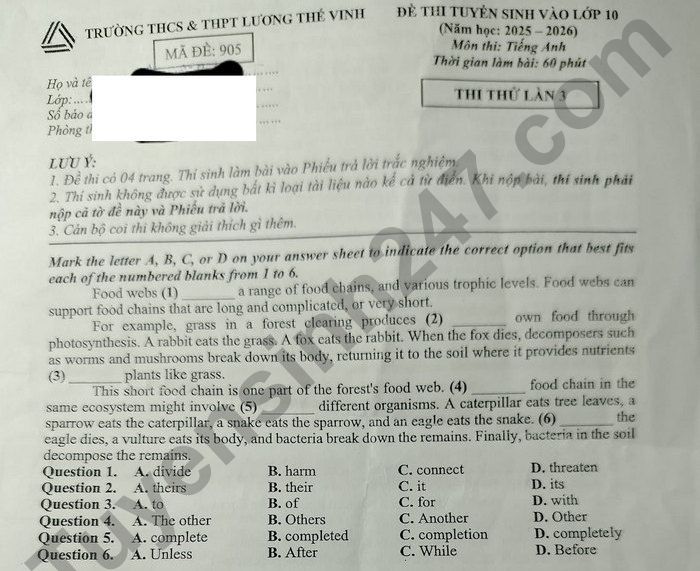 TRƯỜNG THCS & THPT LƯƠNG THẾ VINH
MÃ ĐỀ: 905
ĐỀ THI TUYỂN SINH VÀO LỚP 10
(Năm học: 2025 – 2026)
Môn thi: Tiếng Anh
Thời gian làm bài: 60 phút
THI THỬ LẦN 3
Họ và tê
Lớp:....
Số báo
Phòng
LƯU Ý:
1. Đề thi có 04 trang. Thí sinh làm bài vào Phiếu trả lời trắc nghiệm.
2. Thí sinh không được sử dụng bất kì loại tài liệu nào kể cả từ điển. Khi nộp bài, thí sinh phải
nộp cả tờ đề này và Phiếu trả lời.
3. Cán bộ coi thi không giải thích gì thêm.
Mark the letter A, B, C, or D on your answer sheet to indicate the correct option that best fits
each of the numbered blanks from 1 to 6.
Food webs (1) ________ a range of food chains, and various trophic levels. Food webs can
support food chains that are long and complicated, or very short.
For example, grass in a forest clearing produces (2) ________ own food through
photosynthesis. A rabbit eats the grass. A fox eats the rabbit. When the fox dies, decomposers such
as worms and mushrooms break down its body, returning it to the soil where it provides nutrients
(3) ________ plants like grass.
This short food chain is one part of the forest's food web. (4) ________ food chain in the
same ecosystem might involve (5) ________ different organisms. A caterpillar eats tree leaves, a
sparrow eats the caterpillar, a snake eats the sparrow, and an eagle eats the snake. (6) ________ the
eagle dies, a vulture eats its body, and bacteria break down the remains. Finally, bacteria in the soil
decompose the remains.
Question 1. A. divide B. harm C. connect D. threaten
Question 2. A. theirs B. their C. it D. its
Question 3. A. to B. of C. for D. with
Question 4. A. The other B. Others C. Another D. Other
Question 5. A. complete B. completed C. completion D. completely
Question 6. A. Unless B. After C. While D. Before
Tuyensinh247.com